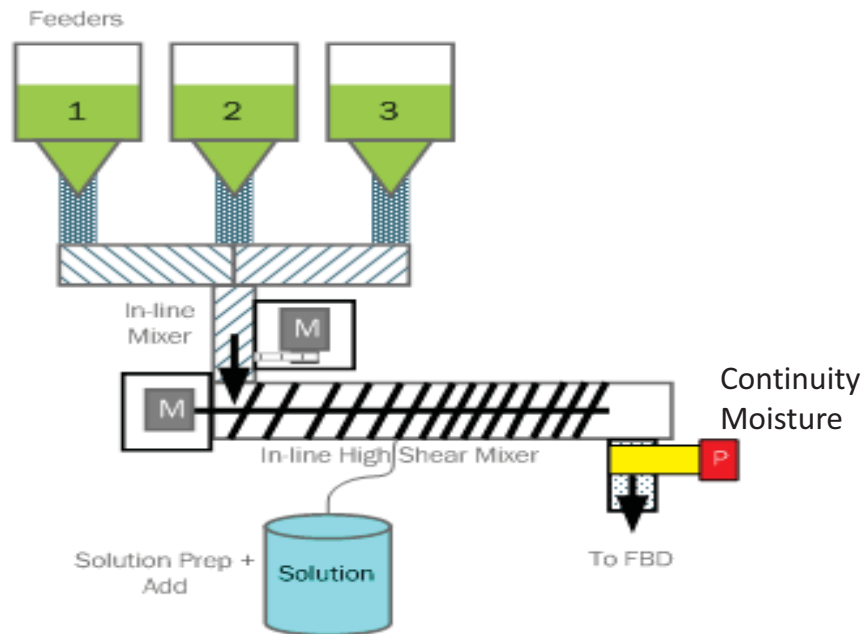 Feeders
1
2
3
In-line
Mixer
M
M
Continuity
Moisture
In-line High Shear Mixer
P
Solution Prep +
Add
Solution
To FBD